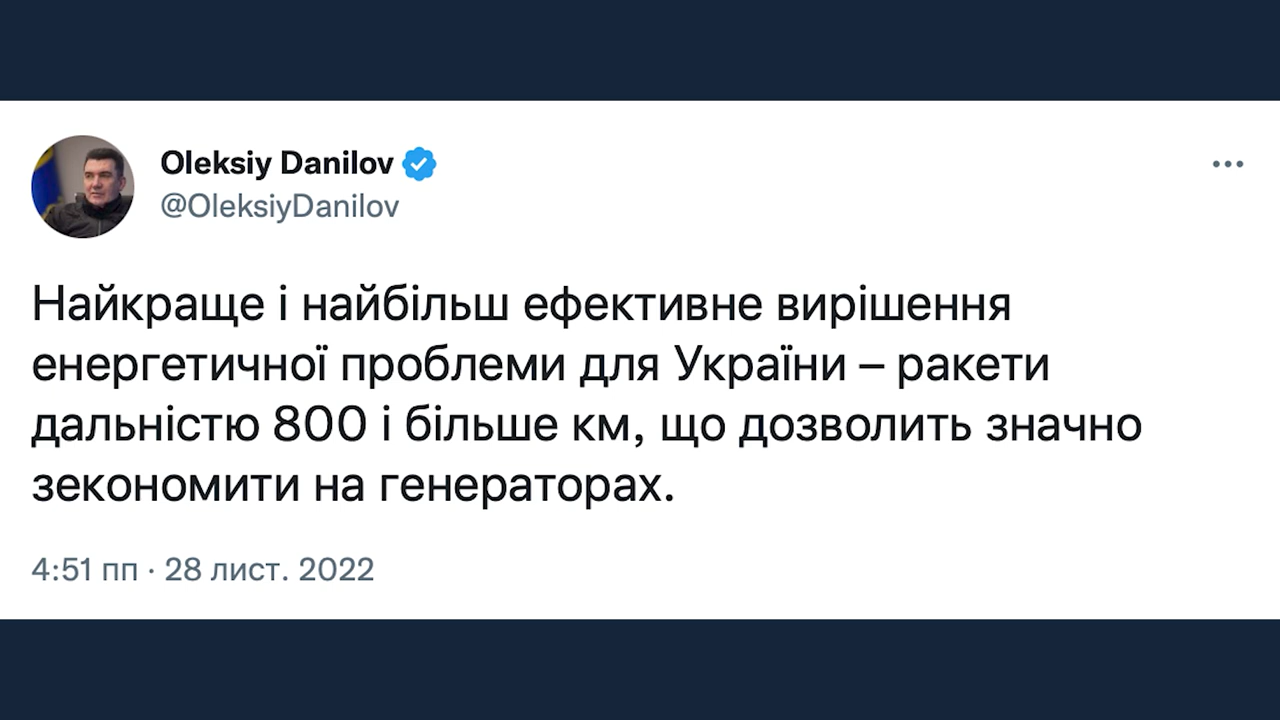 Oleksiy Danilov
@OleksiyDanilov
Найкраще і найбільш ефективне вирішення
енергетичної проблеми для України – ракети
дальністю 800 і більше км, що дозволить значно
зекономити на генераторах.
4:51 пп · 28 лист. 2022